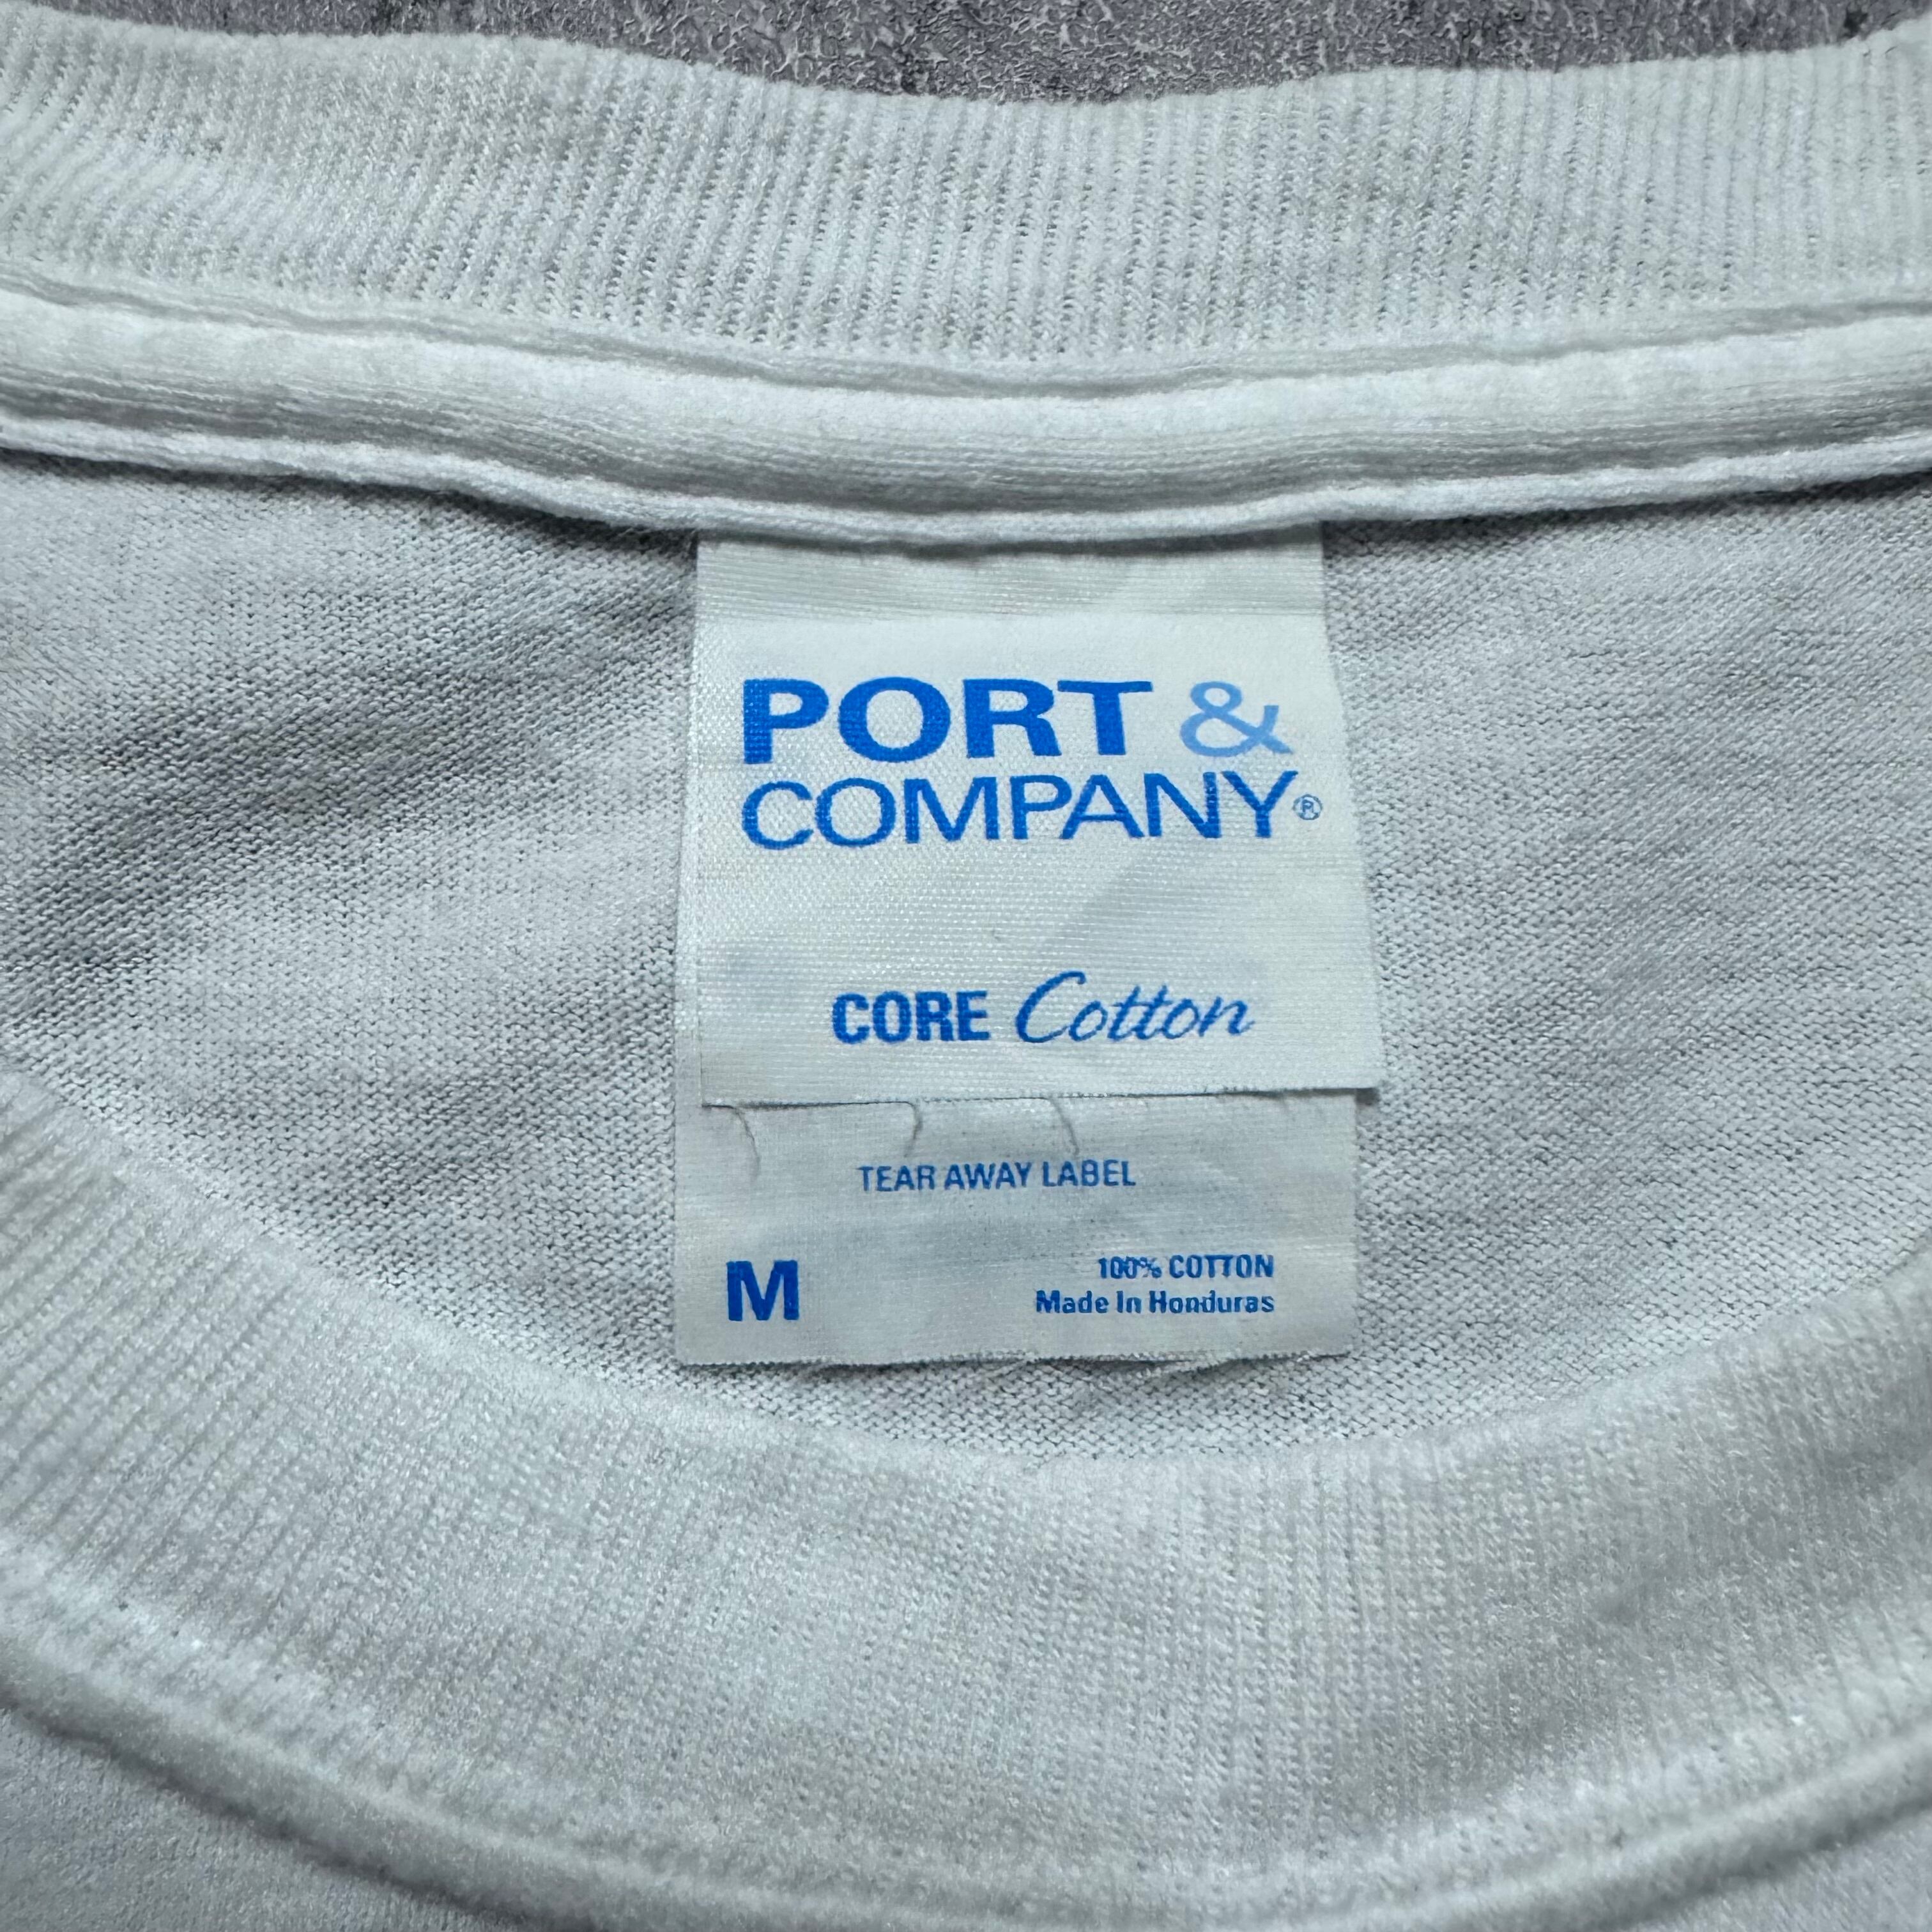 PORT &
COMPANY®
CORE Cotton
TEAR AWAY LABEL
M
100% COTTON
Made In Honduras